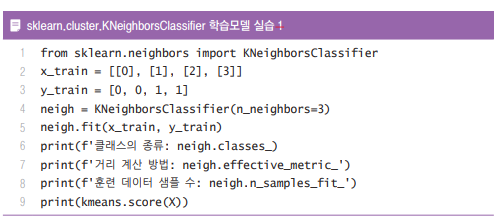 sklearn.cluster.KNeighborsClassifier 학습모델 실습 1
1 from sklearn.neighbors import KNeighborsClassifier
2 x_train = [[0], [1], [2], [3]]
3 y_train = [0, 0, 1, 1]
4 neigh = KNeighborsClassifier(n_neighbors=3)
5 neigh.fit(x_train, y_train)
6 print(f'클래스의 종류: neigh.classes_)
7 print(f'거리 계산 방법: neigh.effective_metric_')
8 print(f'훈련 데이터 샘플 수: neigh.n_samples_fit_')
9 print(kmeans.score(X))